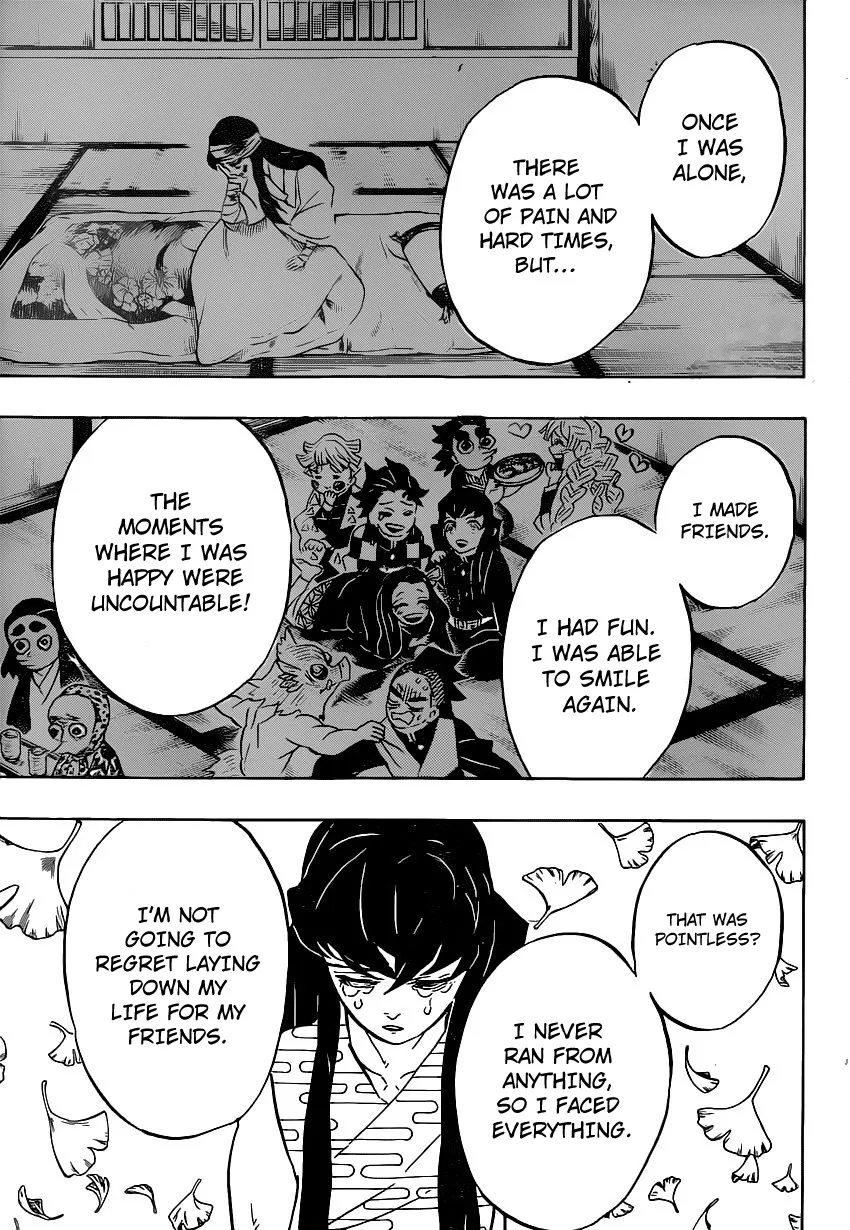 ONCE
I WAS
ALONE,
THERE
WAS A LOT
OF PAIN AND
HARD TIMES,
BUT...
I MADE
FRIENDS.
I HAD FUN.
I WAS ABLE
TO SMILE
AGAIN.
THE
MOMENTS
WHERE I WAS
HAPPY WERE
UNCOUNTABLE!
THAT WAS
POINTLESS?
I NEVER
RAN FROM
ANYTHING,
SO I FACED
EVERYTHING.
I'M NOT
GOING TO
REGRET LAYING
DOWN MY
LIFE FOR MY
FRIENDS.